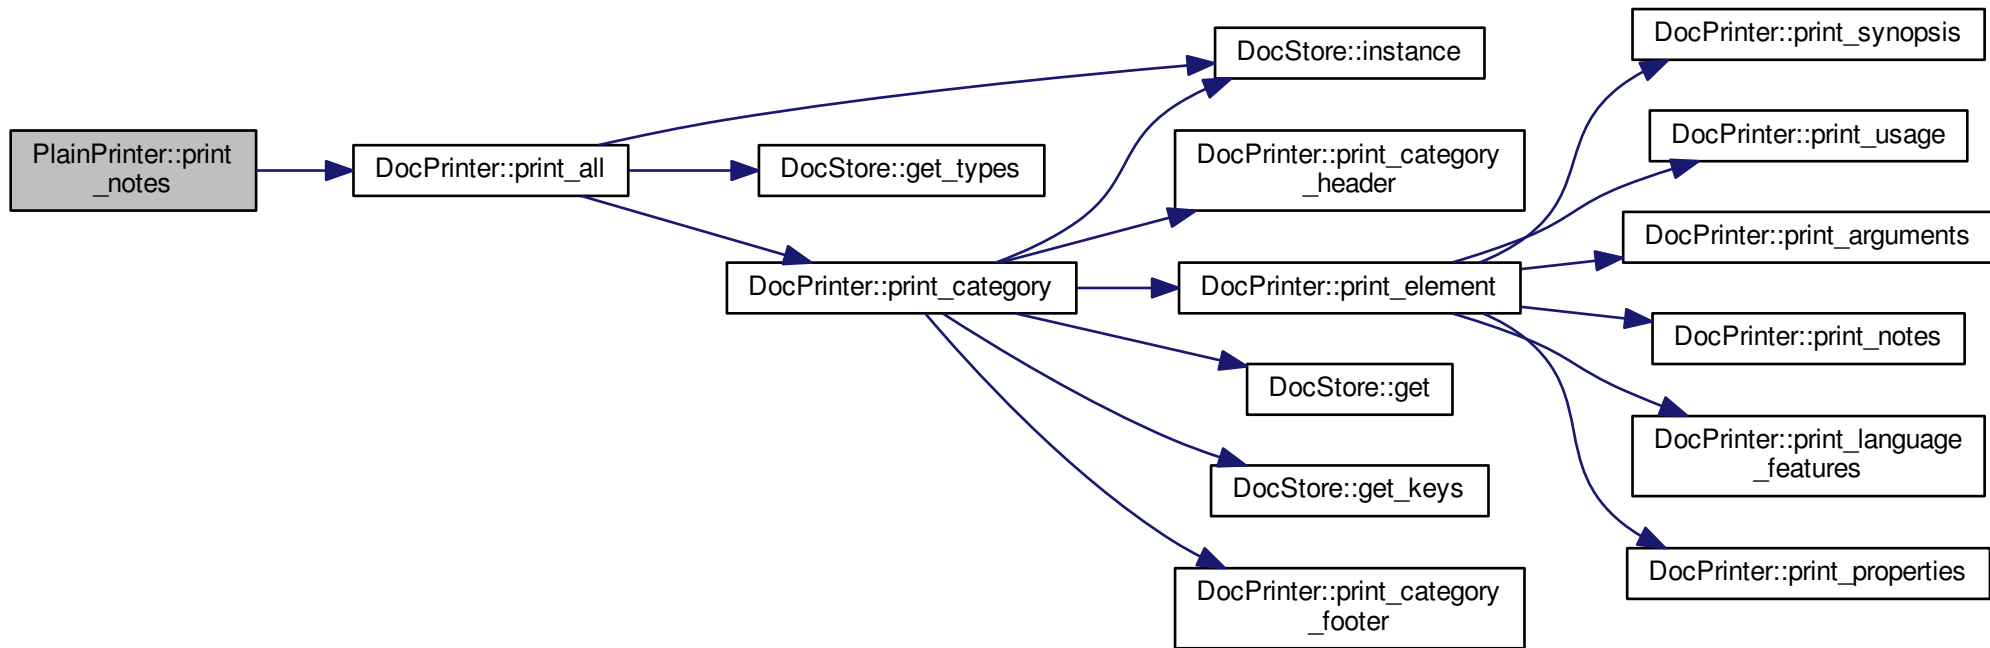 PlainPrinter::print
_notes
DocPrinter::print_all
DocStore::instance
DocStore::get_types
DocPrinter::print_category
DocPrinter::print_category
_header
DocPrinter::print_element
DocStore::get
DocStore::get_keys
DocPrinter::print_category
_footer
DocPrinter::print_synopsis
DocPrinter::print_usage
DocPrinter::print_arguments
DocPrinter::print_notes
DocPrinter::print_language
_features
DocPrinter::print_properties